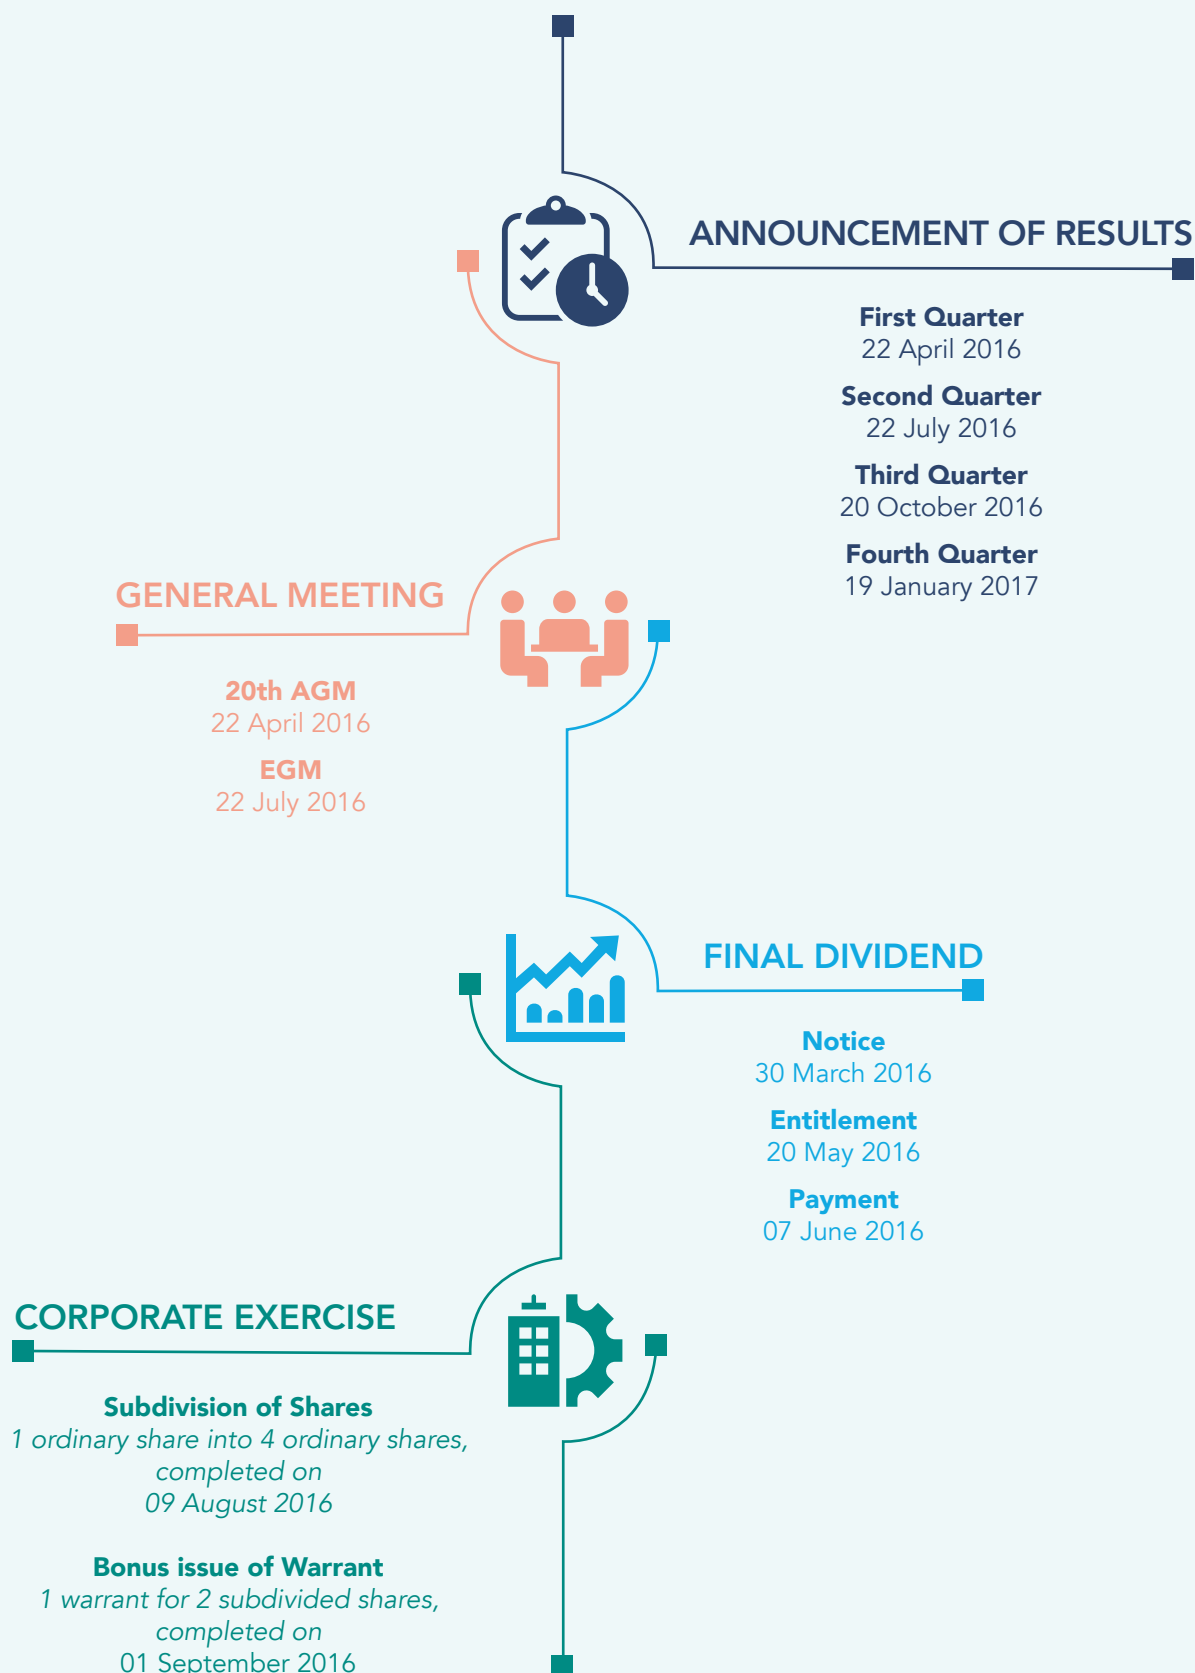 ANNOUNCEMENT OF RESULTS
First Quarter
22 April 2016
Second Quarter
22 July 2016
Third Quarter
20 October 2016
Fourth Quarter
19 January 2017
GENERAL MEETING
20th AGM
22 April 2016
EGM
22 July 2016
FINAL DIVIDEND
Notice
30 March 2016
Entitlement
20 May 2016
Payment
07 June 2016
CORPORATE EXERCISE
Subdivision of Shares
1 ordinary share into 4 ordinary shares,
completed on
09 August 2016
Bonus issue of Warrant
1 warrant for 2 subdivided shares,
completed on
01 September 2016